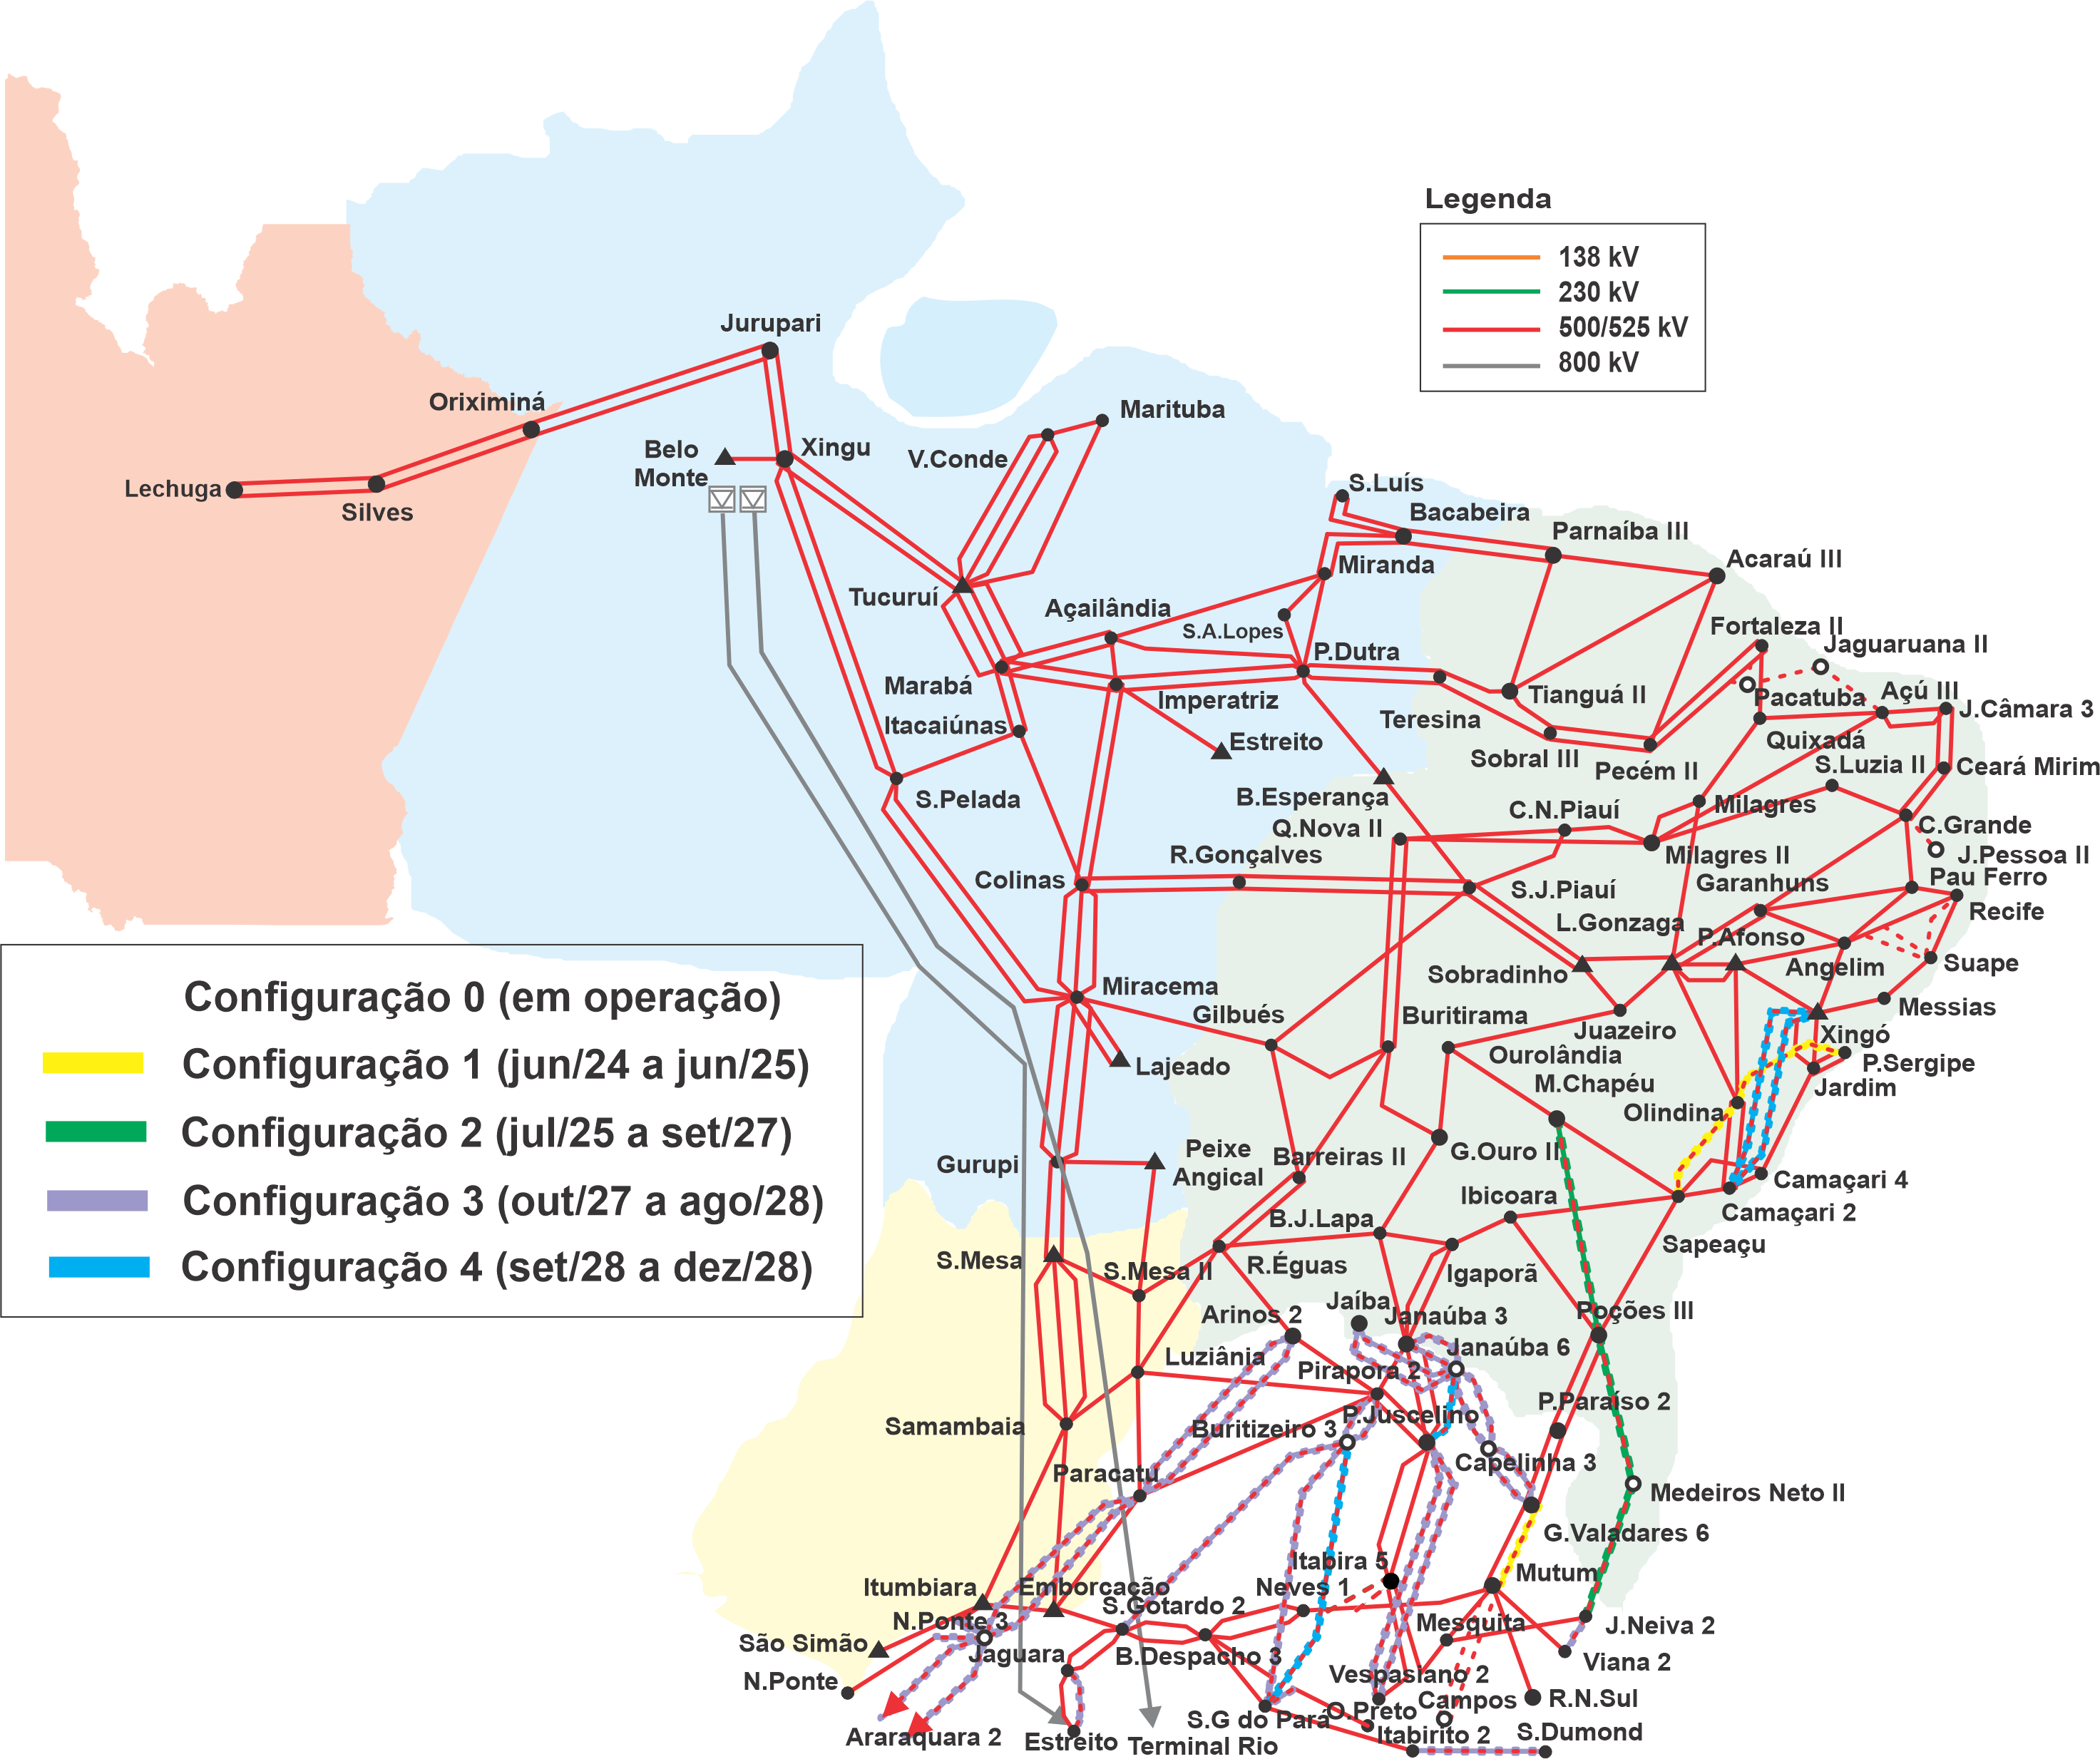 Legenda
138 kV
230 kV
500/525 kV
800 kV
Jurupari
Oriximiná
Marituba
Belo
Monte
Xingu
V.Conde
Lechuga
Silves
S.Luís
Bacabeira
Parnaíba III
Acaraú III
Miranda
Tucuruí
Açailândia
S.A.Lopes
Fortaleza II
Jaguaruana II
P.Dutra
Marabá
Imperatriz
Tianguá II
Pacatuba
Açú III
J.Câmara 3
Itacaiúnas
Teresina
Estreito
Sobral III
Quixadá
Pecém II
S.Luzia II
Ceará Mirim
S.Pelada
B.Esperança
C.N.Piauí
Milagres
Q.Nova II
C.Grande
R.Gonçalves
Milagres II
J.Pessoa II
Colinas
S.J.Piauí
Garanhuns
Pau Ferro
Recife
L.Gonzaga
P.Afonso
Sobradinho
Angelim
Suape
Configuração 0 (em operação)
Miracema
Gilbués
Buritirama
Juazeiro
Messias
Xingó
Configuração 1 (jun/24 a jun/25)
Lajeado
Ourolândia
P.Sergipe
M.Chapéu
Jardim
Olindina
Configuração 2 (jul/25 a set/27)
Gurupi
Peixe
Angical
Barreiras II
G.Ouro II
Camaçari 4
Configuração 3 (out/27 a ago/28)
Ibicoara
Camaçari 2
B.J.Lapa
Sapeaçu
Configuração 4 (set/28 a dez/28)
S.Mesa
S.Mesa II
R.Éguas
Igaporã
Jaíba
Arinos 2
Janaúba 3
Poções III
Luziânia
Janaúba 6
Pirapora 2
P.Paraíso 2
Samambaia
Buritizeiro 3
P.Juscelino
Capelinha 3
Paracatu
Medeiros Neto II
G.Valadares 6
Itabira 5
Mutum
Itumbiara
Emborcação
Neves 1
S.Gotardo 2
N.Ponte 3
Mesquita
J.Neiva 2
São Simão
Jaguara
B.Despacho 3
Viana 2
N.Ponte
Vespasiano 2
Campos
R.N.Sul
O.Preto
S.G do Pará
Araraquara 2
Estreito
Terminal Rio
Itabirito 2
S.Dumond